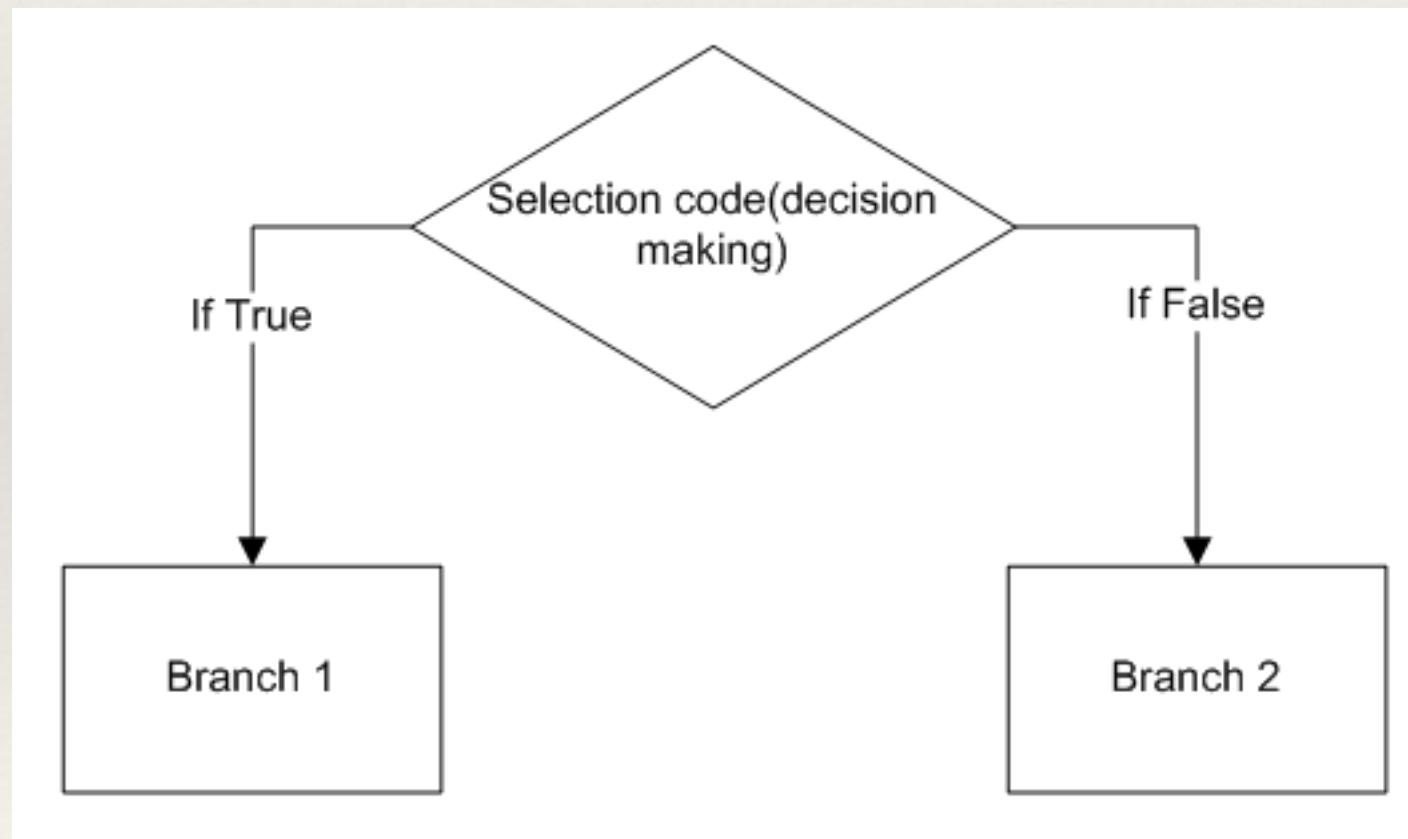 Selection code(decision
making)
If True
If False
Branch 1
Branch 2